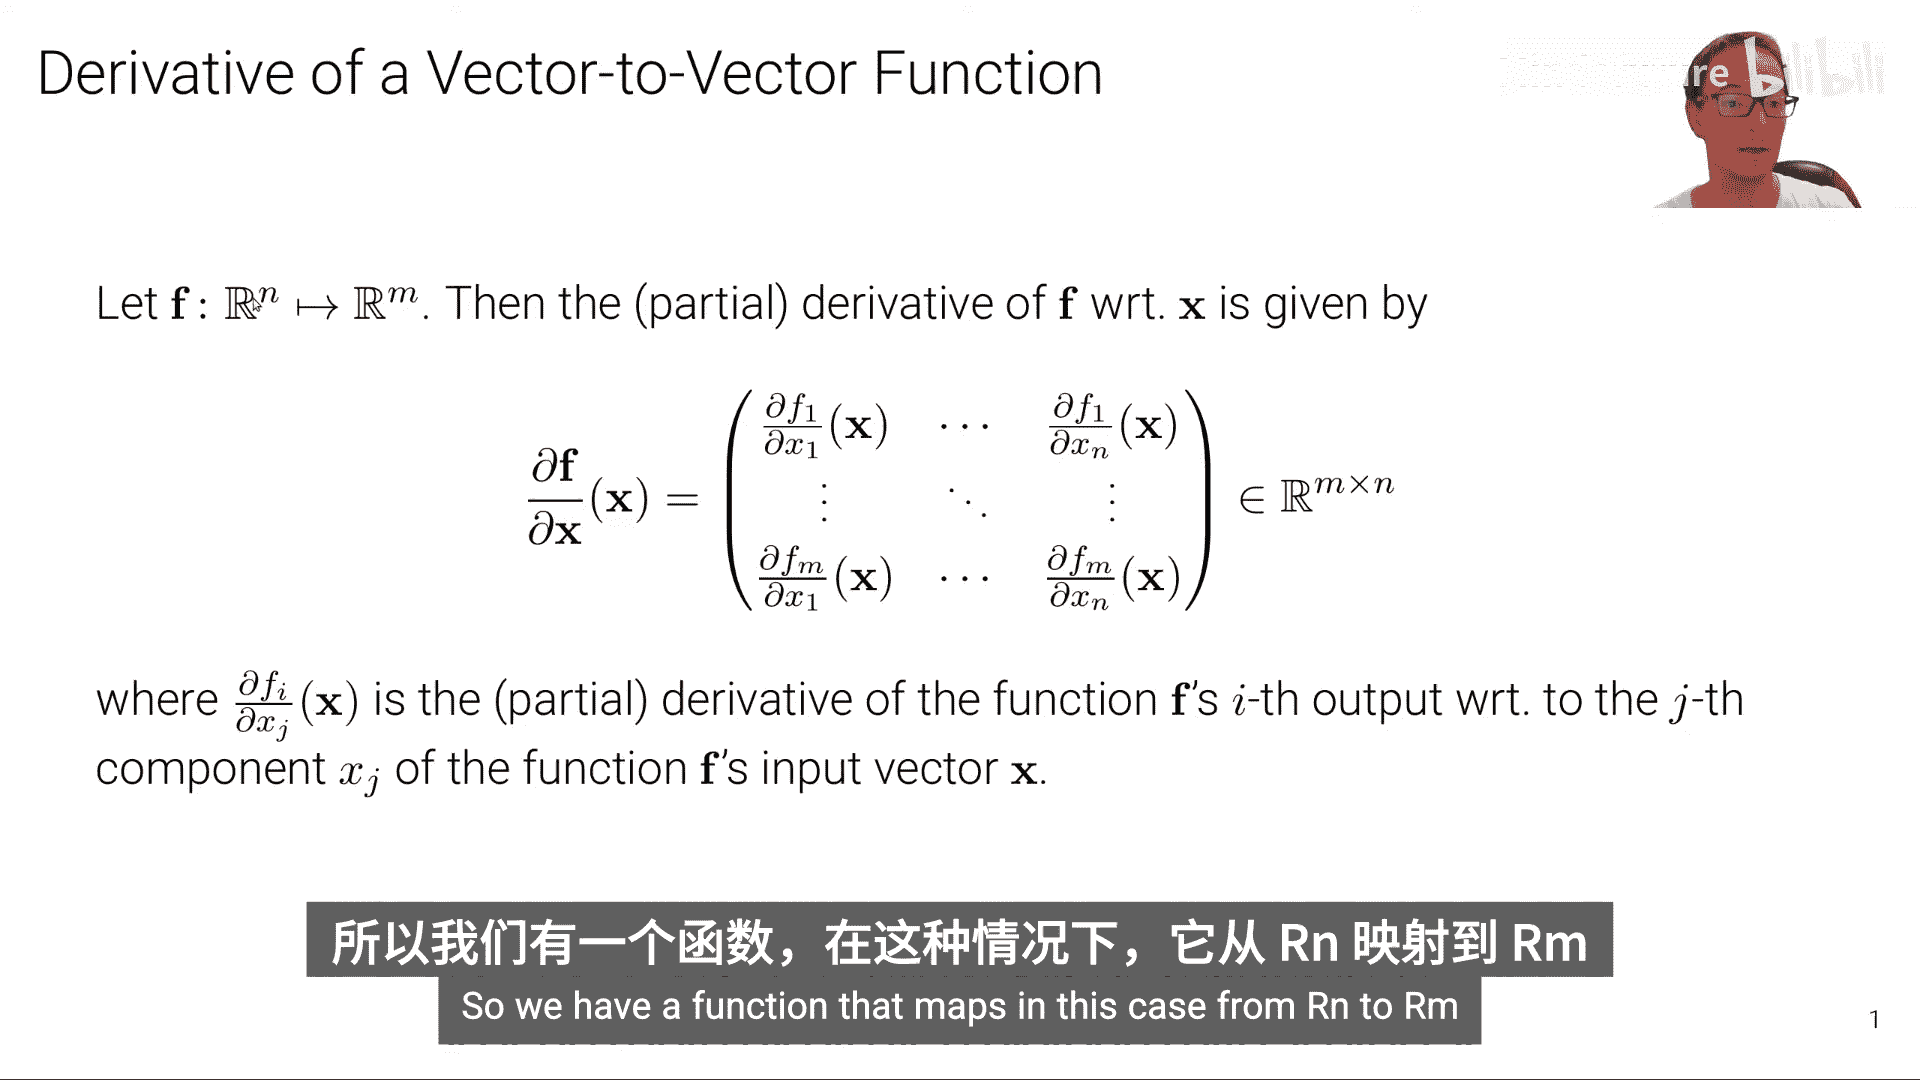 Derivative of a Vector-to-Vector Function
re bilibili
Let f : ℝⁿ ↦ ℝᵐ. Then the (partial) derivative of f wrt. x is given by
∂f/∂x (x) = ( ∂f₁/∂x₁ (x) ⋯ ∂f₁/∂xₙ (x)
⋮ ⋱ ⋮
∂fₘ/∂x₁ (x) ⋯ ∂fₘ/∂xₙ (x) ) ∈ ℝᵐˣⁿ
where ∂fᵢ/∂xⱼ (x) is the (partial) derivative of the function f’s i-th output wrt. to the j-th
component xⱼ of the function f’s input vector x.
所以我们有一个函数，在这种情况下，它从 Rn 映射到 Rm
So we have a function that maps in this case from Rn to Rm
1